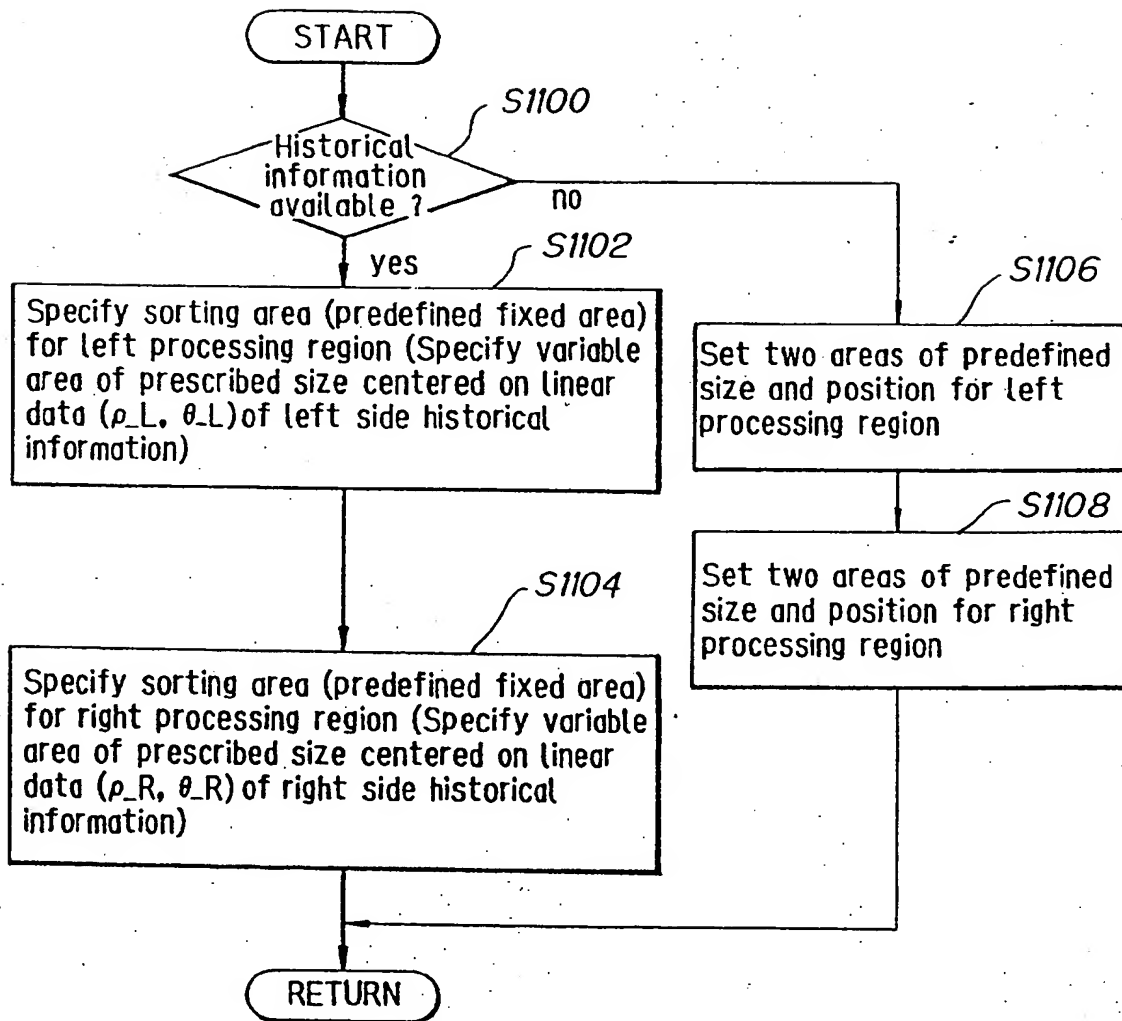 START
S1100
Historical
information
available ?
no
yes
S1102
Specify sorting area (predefined fixed area)
for left processing region (Specify variable
area of prescribed size centered on linear
data (ρ_L, θ_L) of left side historical
information)
S1104
Specify sorting area (predefined fixed area)
for right processing region (Specify variable
area of prescribed size centered on linear
data (ρ_R, θ_R) of right side historical
information)
S1106
Set two areas of predefined
size and position for left
processing region
S1108
Set two areas of predefined
size and position for right
processing region
RETURN